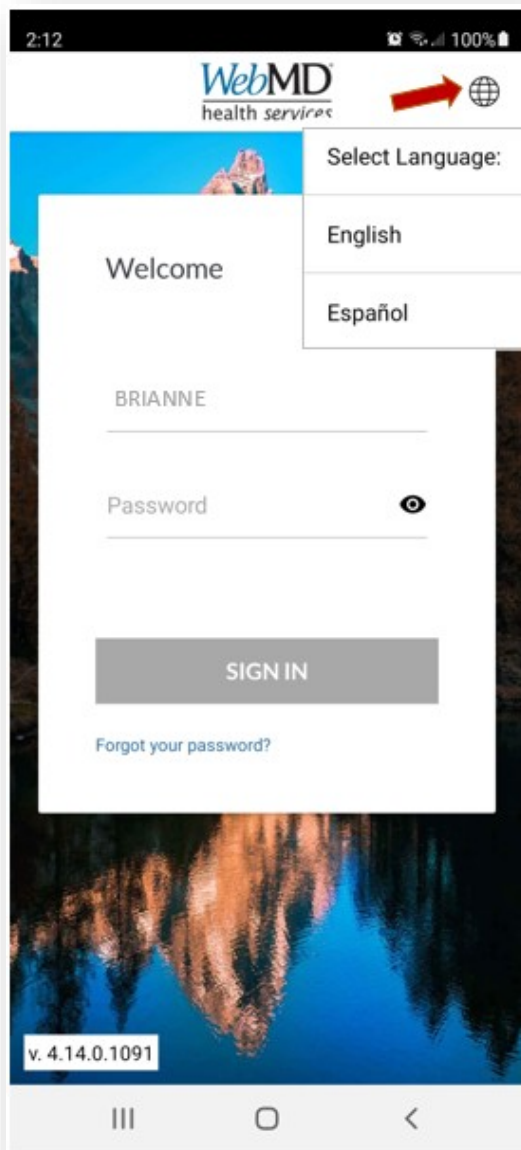 2:12
100%
WebMD
health services
Select Language:
English
Español
Welcome
BRIANNE
Password
SIGN IN
Forgot your password?
v. 4.14.0.1091